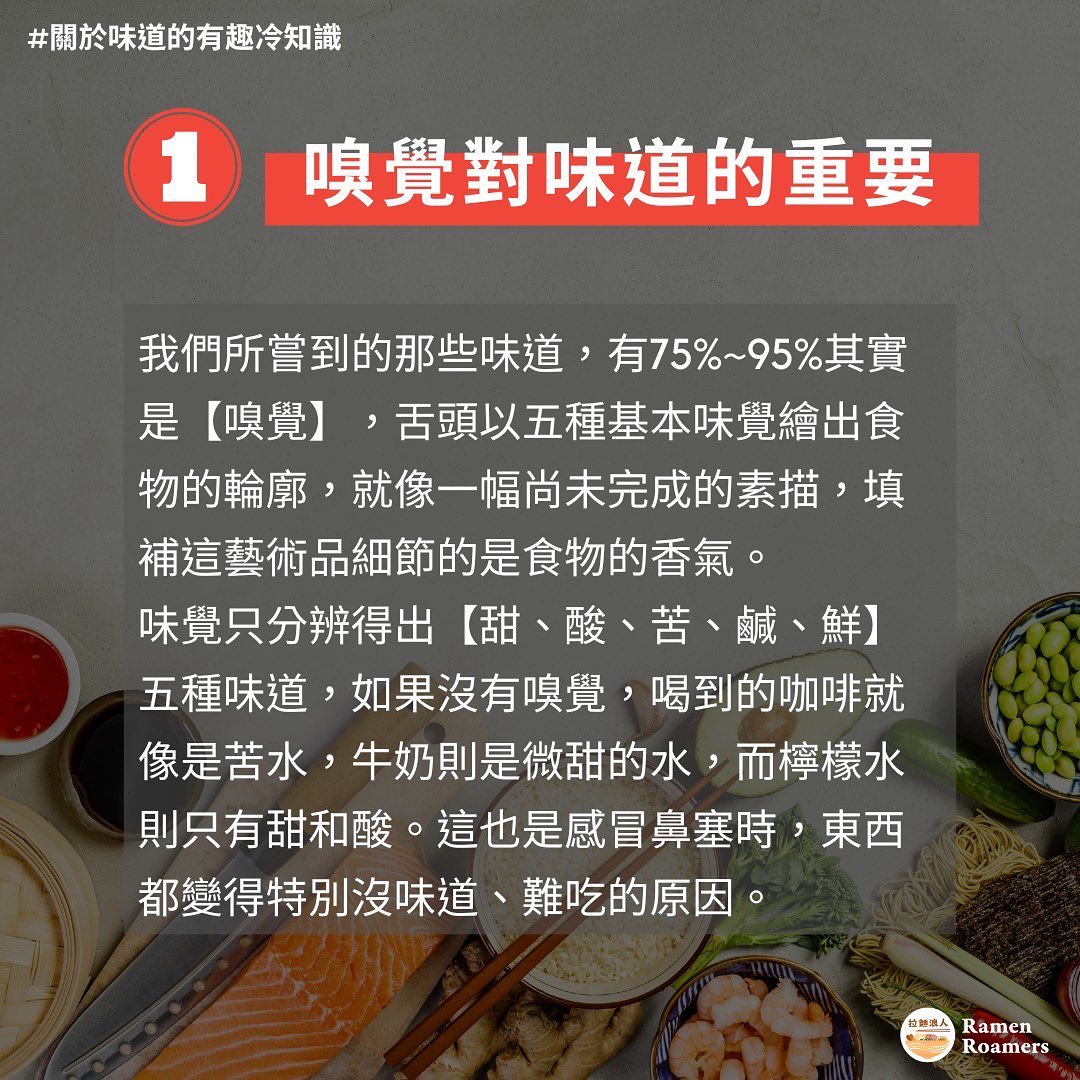 #關於味道的有趣冷知識
1 嗅覺對味道的重要
我們所嘗到的那些味道，有75%~95%其實
是【嗅覺】，舌頭以五種基本味覺繪出食
物的輪廓，就像一幅尚未完成的素描，填
補這藝術品細節的是食物的香氣。
味覺只分辨得出【甜、酸、苦、鹹、鮮】
五種味道，如果沒有嗅覺，喝到的咖啡就
像是苦水，牛奶則是微甜的水，而檸檬水
則只有甜和酸。這也是感冒鼻塞時，東西
都變得特別沒味道、難吃的原因。
拉麵浪人
Ramen
Roamers